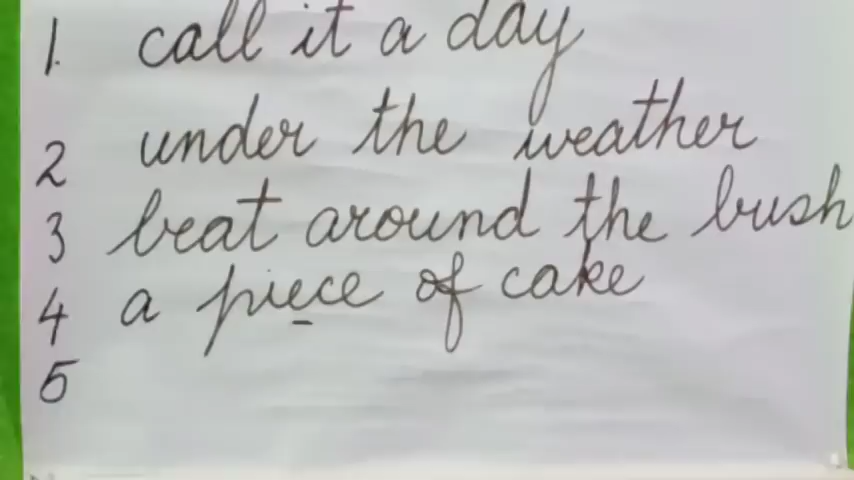 1. call it a day
2 under the weather
3 beat around the bush
4 a piece of cake
5